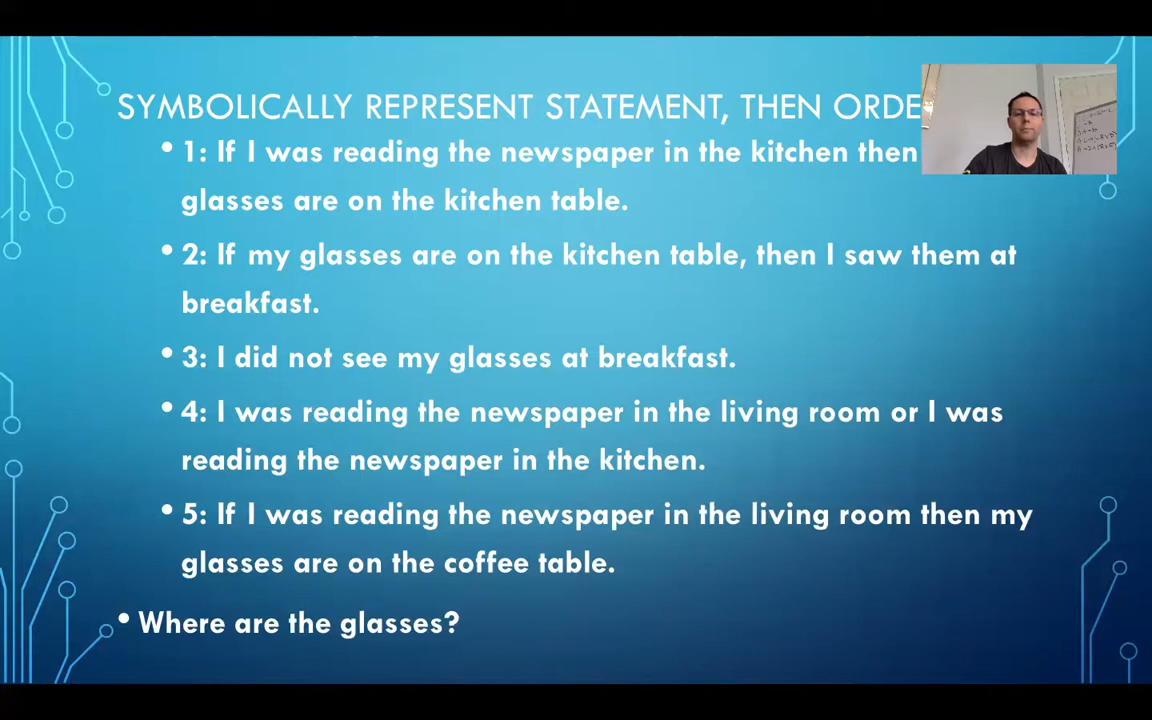 SYMBOLICALLY REPRESENT STATEMENT, THEN ORDE
• 1: If I was reading the newspaper in the kitchen then
glasses are on the kitchen table.
• 2: If my glasses are on the kitchen table, then I saw them at
breakfast.
• 3: I did not see my glasses at breakfast.
• 4: I was reading the newspaper in the living room or I was
reading the newspaper in the kitchen.
• 5: If I was reading the newspaper in the living room then my
glasses are on the coffee table.
• Where are the glasses?